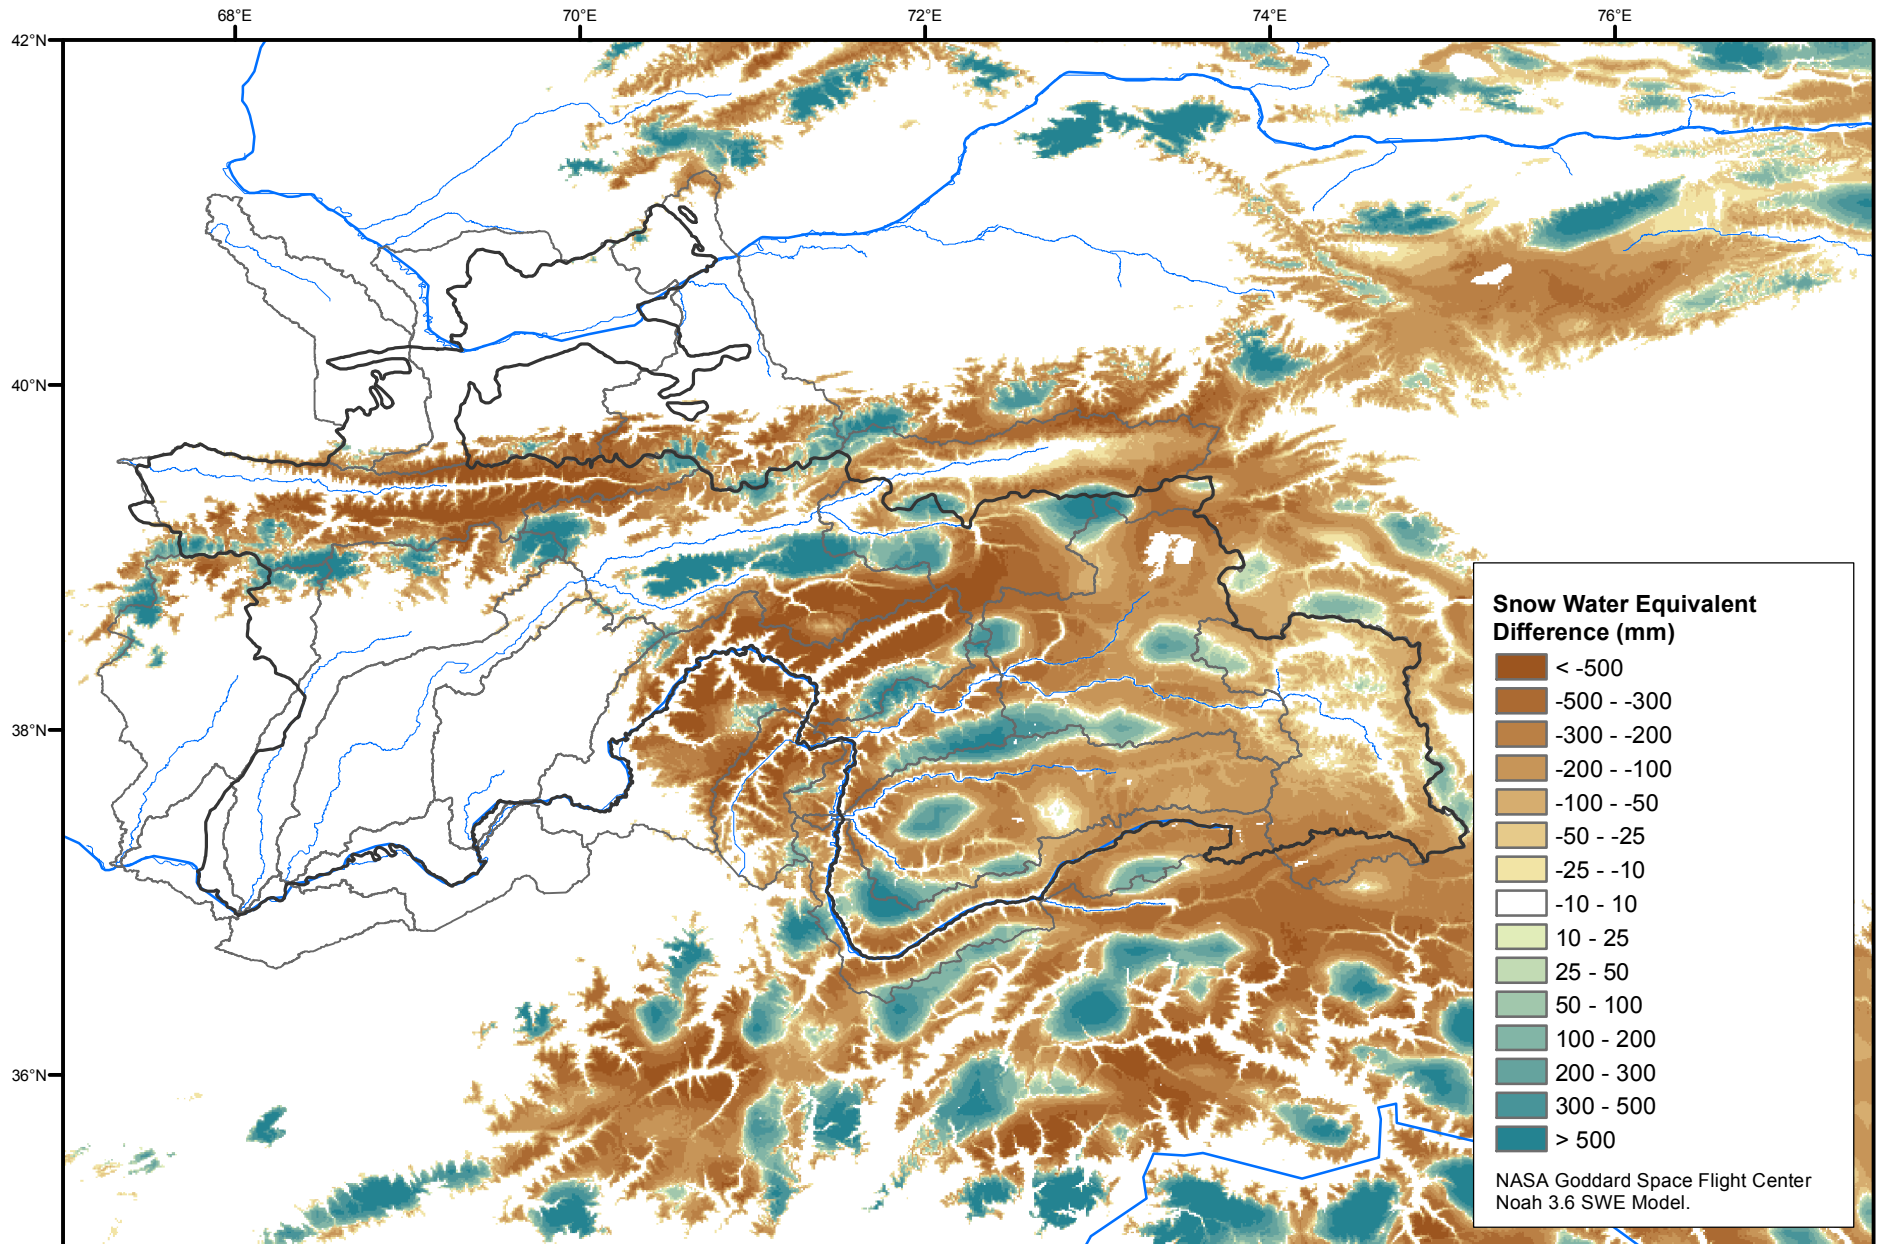 68°E 70°E 72°E 74°E 76°E
42°N
40°N
38°N
36°N
Snow Water Equivalent
Difference (mm)
< -500
-500 - -300
-300 - -200
-200 - -100
-100 - -50
-50 - -25
-25 - -10
-10 - 10
10 - 25
25 - 50
50 - 100
100 - 200
200 - 300
300 - 500
> 500
NASA Goddard Space Flight Center
Noah 3.6 SWE Model.